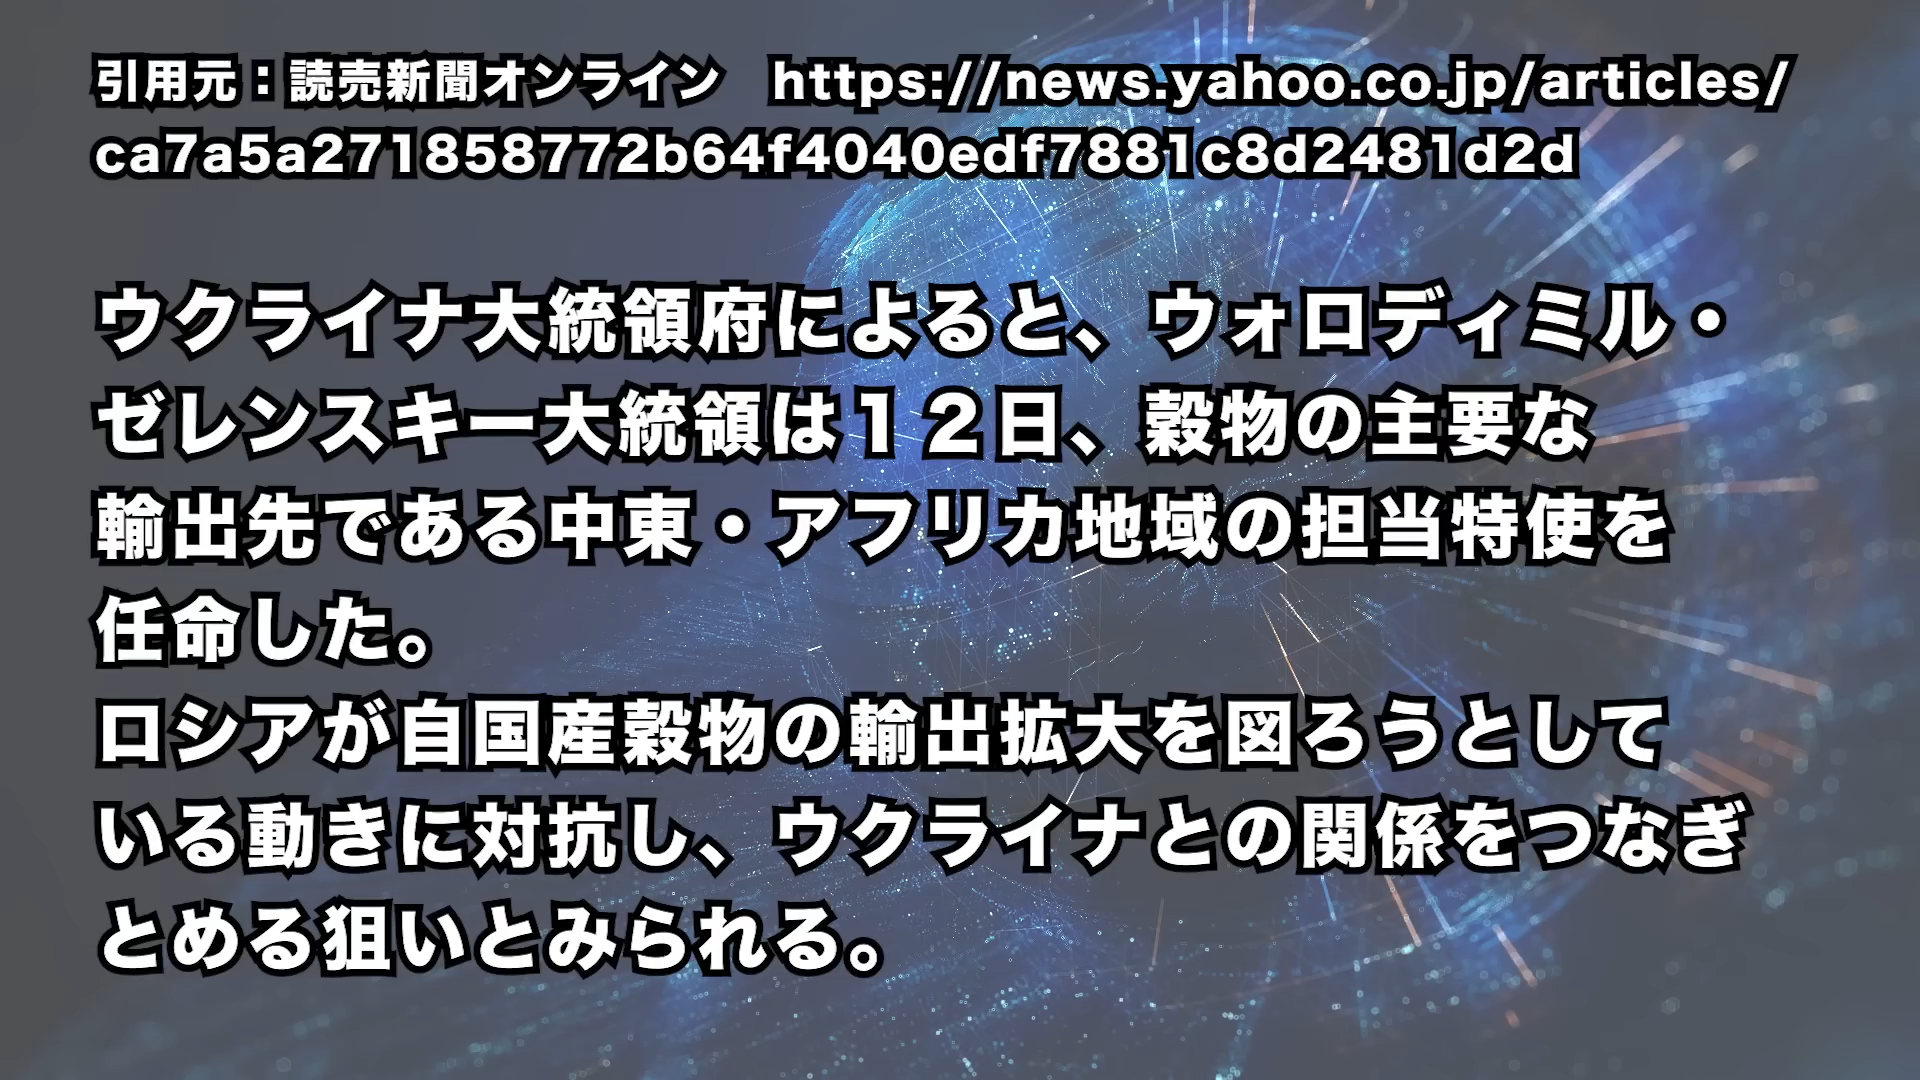 引用元：読売新聞オンライン　https://news.yahoo.co.jp/articles/
ca7a5a271858772b64f4040edf7881c8d2481d2d
ウクライナ大統領府によると、ウォロディミル・
ゼレンスキー大統領は１２日、穀物の主要な
輸出先である中東・アフリカ地域の担当特使を
任命した。
ロシアが自国産穀物の輸出拡大を図ろうとして
いる動きに対抗し、ウクライナとの関係をつなぎ
とめる狙いとみられる。